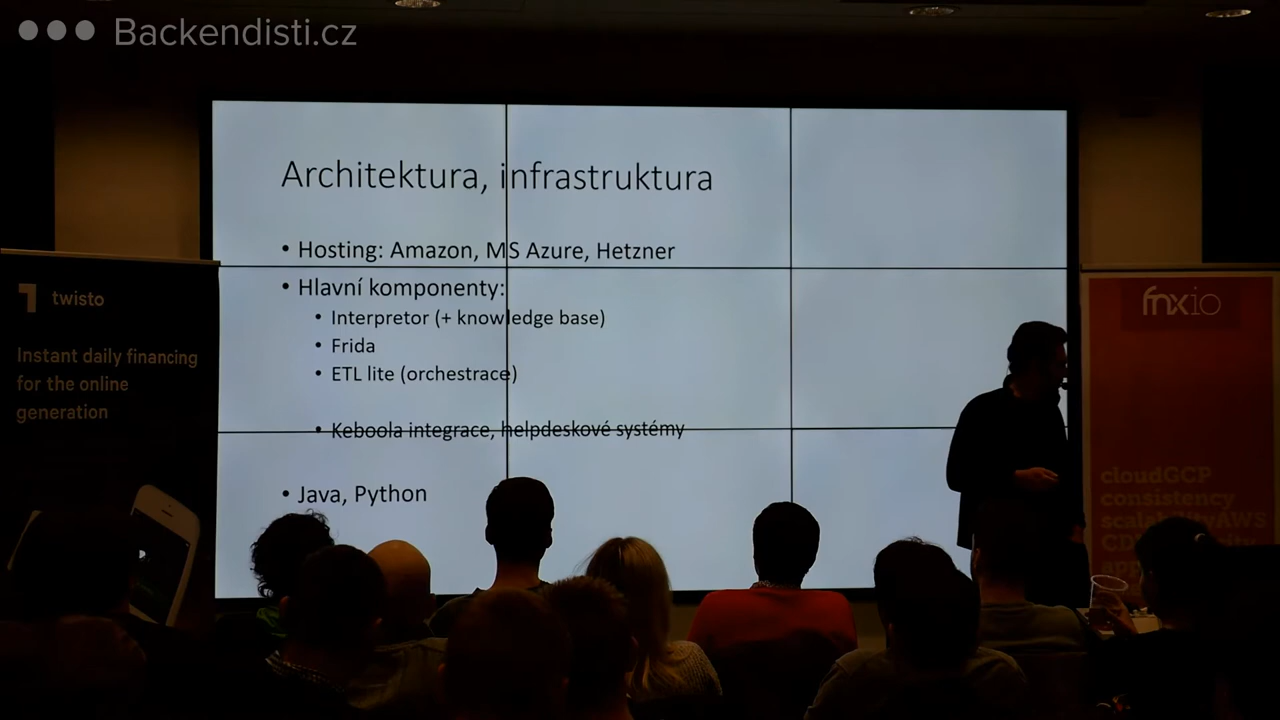 Backendisti.cz
Architektura, infrastruktura
• Hosting: Amazon, MS Azure, Hetzner
• Hlavní komponenty:
• Interpretor (+ knowledge base)
• Frida
• ETL lite (orchestrace)
• Keboola integrace, helpdeskové systémy
• Java, Python
twisto
Instant daily financing
for the online
generation
fnxio
cloudGCP
consistency
scalabilityAWS